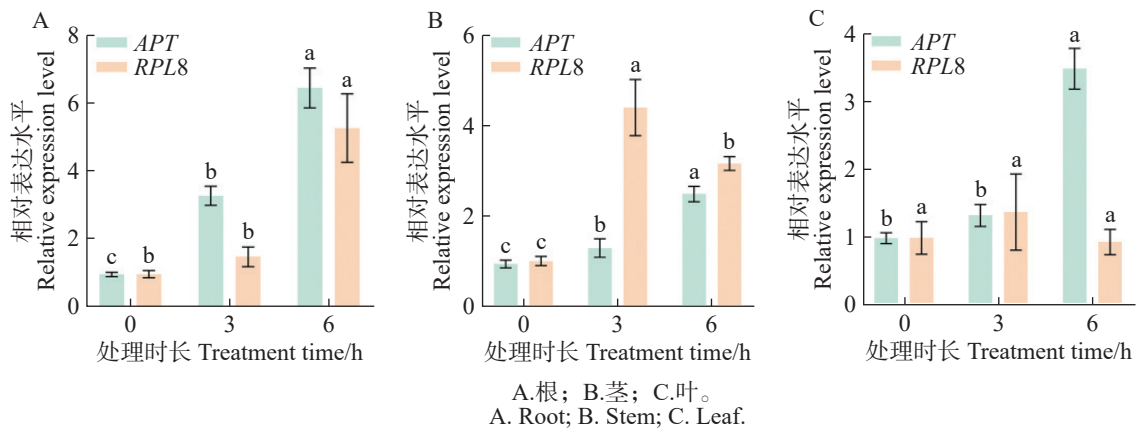 A
APT
RPL8
相对表达水平
Relative expression level
8
6
4
2
0
c
b
b
b
a
a
0
3
6
处理时长 Treatment time/h
B
APT
RPL8
相对表达水平
Relative expression level
6
4
2
0
c
c
b
a
a
b
0
3
6
处理时长 Treatment time/h
C
APT
RPL8
相对表达水平
Relative expression level
4
3
2
1
0
b
a
b
a
a
a
0
3
6
处理时长 Treatment time/h
A.根；B.茎；C.叶。
A. Root; B. Stem; C. Leaf.